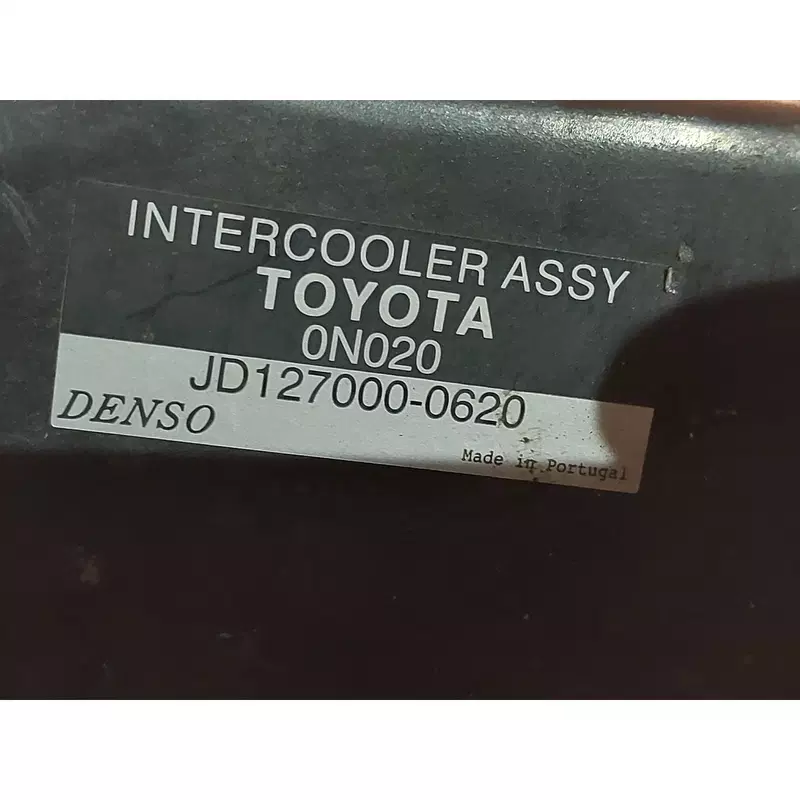 INTERCOOLER ASSY
TOYOTA
0N020
JD127000-0620
DENSO
Made in Portugal